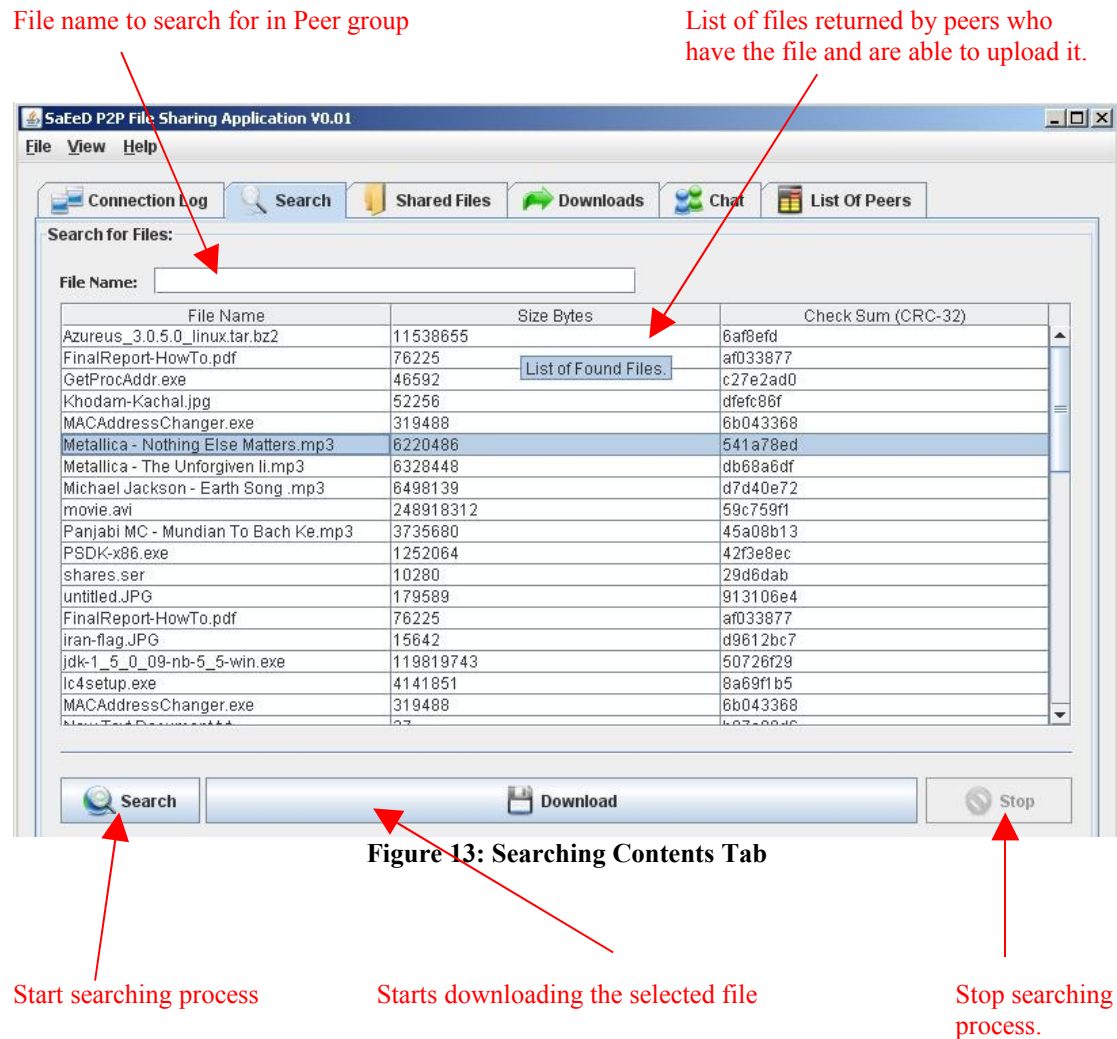 File name to search for in Peer group
List of files returned by peers who
have the file and are able to upload it.
SaEeD P2P File Sharing Application V0.01
File View Help
Connection Log Search Shared Files Downloads Chat List Of Peers
Search for Files:
File Name:
File Name Size Bytes Check Sum (CRC-32)
Azureus_3.0.5.0_linux.tar.bz2 11538655 6af8efd
FinalReport-HowTo.pdf 76225 af033877
List of Found Files.
GetProcAddr.exe 46592 c27e2ad0
Khodam-Kachal.jpg 52256 dfefc86f
MACAddressChanger.exe 319488 6b043368
Metallica - Nothing Else Matters.mp3 6220486 541a78ed
Metallica - The Unforgiven Ii.mp3 6328448 db68a6df
Michael Jackson - Earth Song .mp3 6498139 d7d40e72
movie.avi 248918312 59c759f1
Panjabi MC - Mundian To Bach Ke.mp3 3735680 45a08b13
PSDK-x86.exe 1252064 42f3e8ec
shares.ser 10280 29d6dab
untitled.JPG 179589 913106e4
FinalReport-HowTo.pdf 76225 af033877
iran-flag.JPG 15642 d9612bc7
jdk-1_5_0_09-nb-5_5-win.exe 119819743 50726f29
lc4setup.exe 4141851 8a69f1b5
MACAddressChanger.exe 319488 6b043368
Search Download Stop
Figure 13: Searching Contents Tab
Start searching process Starts downloading the selected file Stop searching
process.